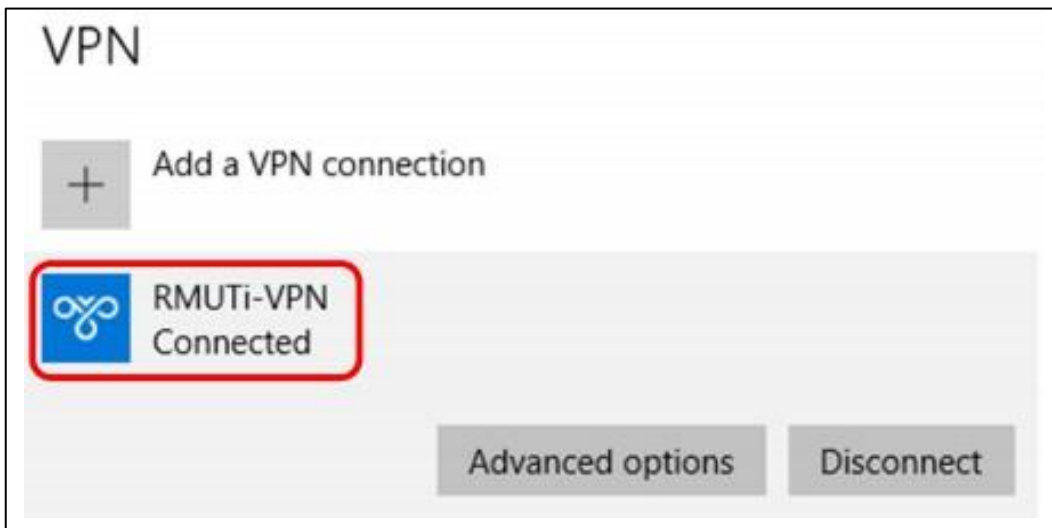 VPN
Add a VPN connection
RMUTi-VPN
Connected
Advanced options
Disconnect